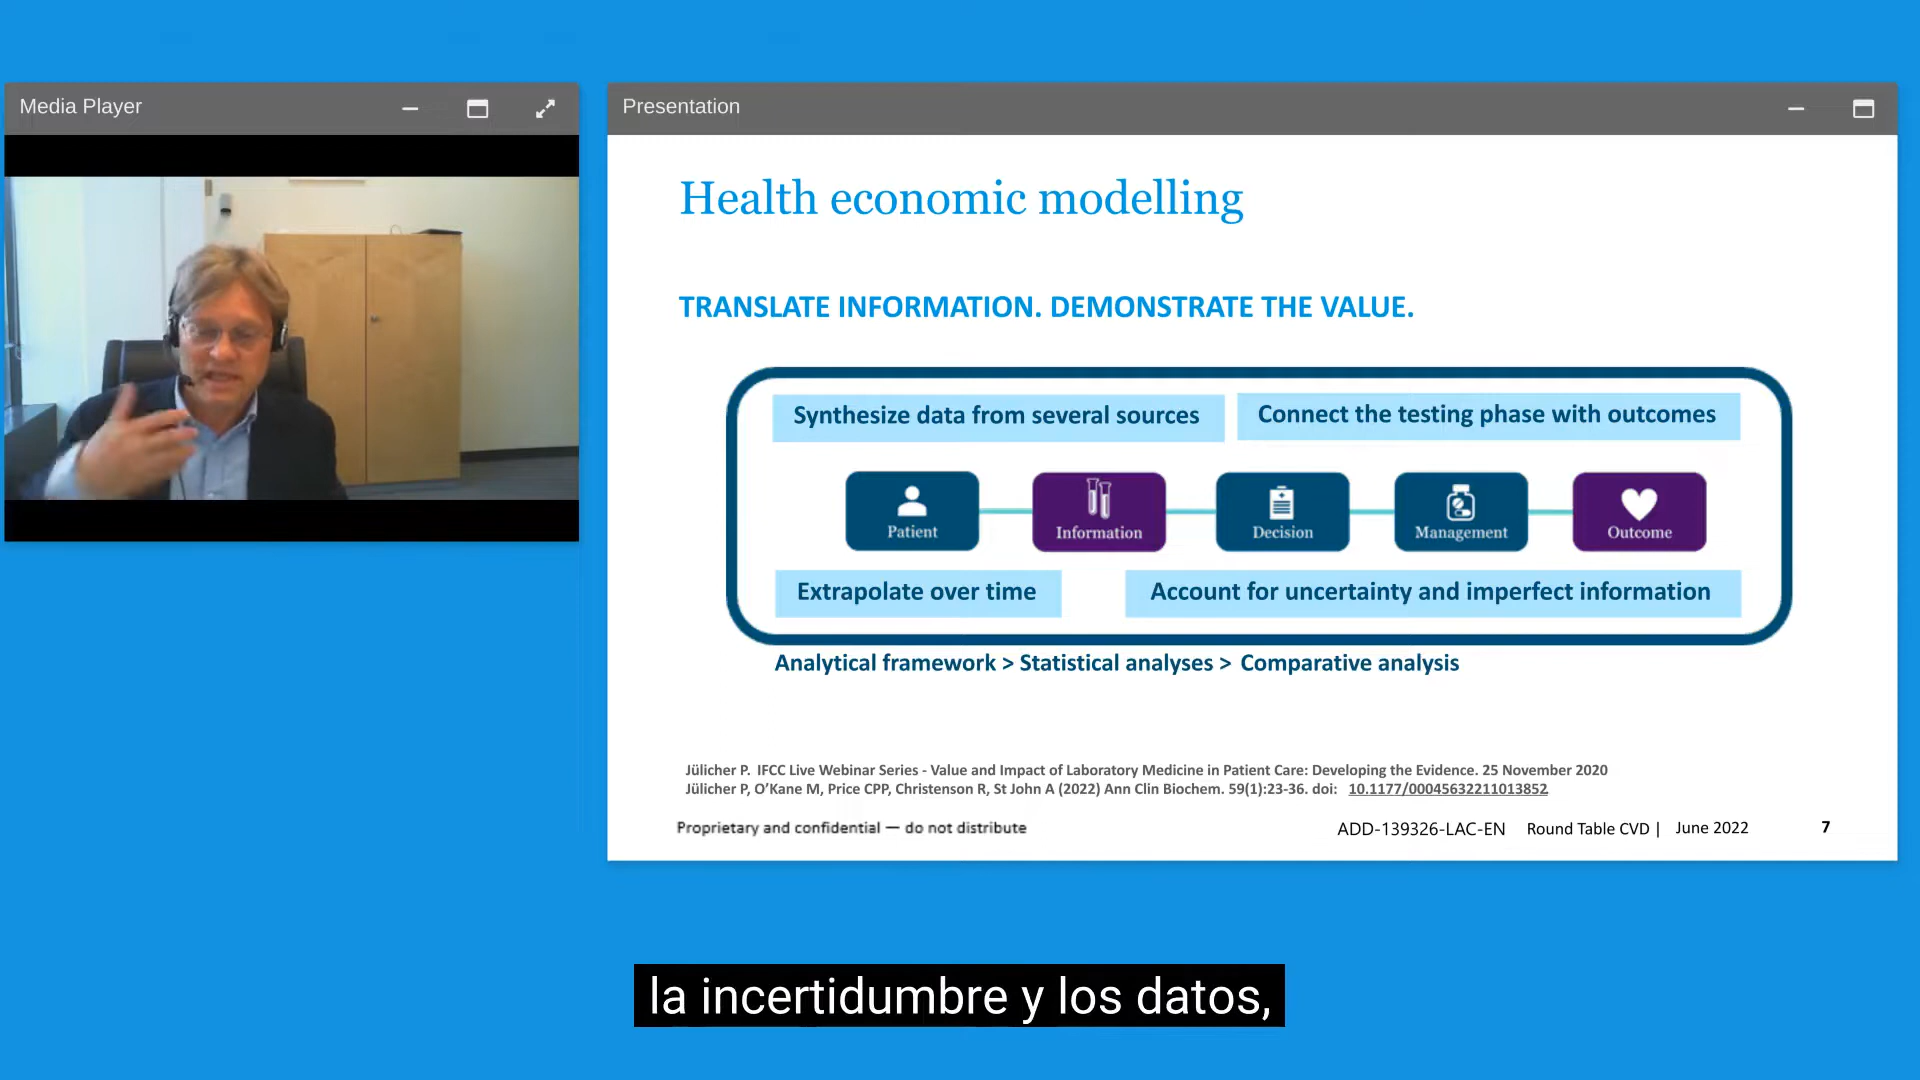 Media Player
Presentation
Health economic modelling
TRANSLATE INFORMATION. DEMONSTRATE THE VALUE.
Synthesize data from several sources
Connect the testing phase with outcomes
Patient
Information
Decision
Management
Outcome
Extrapolate over time
Account for uncertainty and imperfect information
Analytical framework > Statistical analyses > Comparative analysis
Jülicher P. IFCC Live Webinar Series - Value and Impact of Laboratory Medicine in Patient Care: Developing the Evidence. 25 November 2020
Jülicher P, O’Kane M, Price CPP, Christenson R, St John A (2022) Ann Clin Biochem. 59(1):23-36. doi: 10.1177/00045632211013852
Proprietary and confidential — do not distribute
ADD-139326-LAC-EN Round Table CVD | June 2022 7
la incertidumbre y los datos,